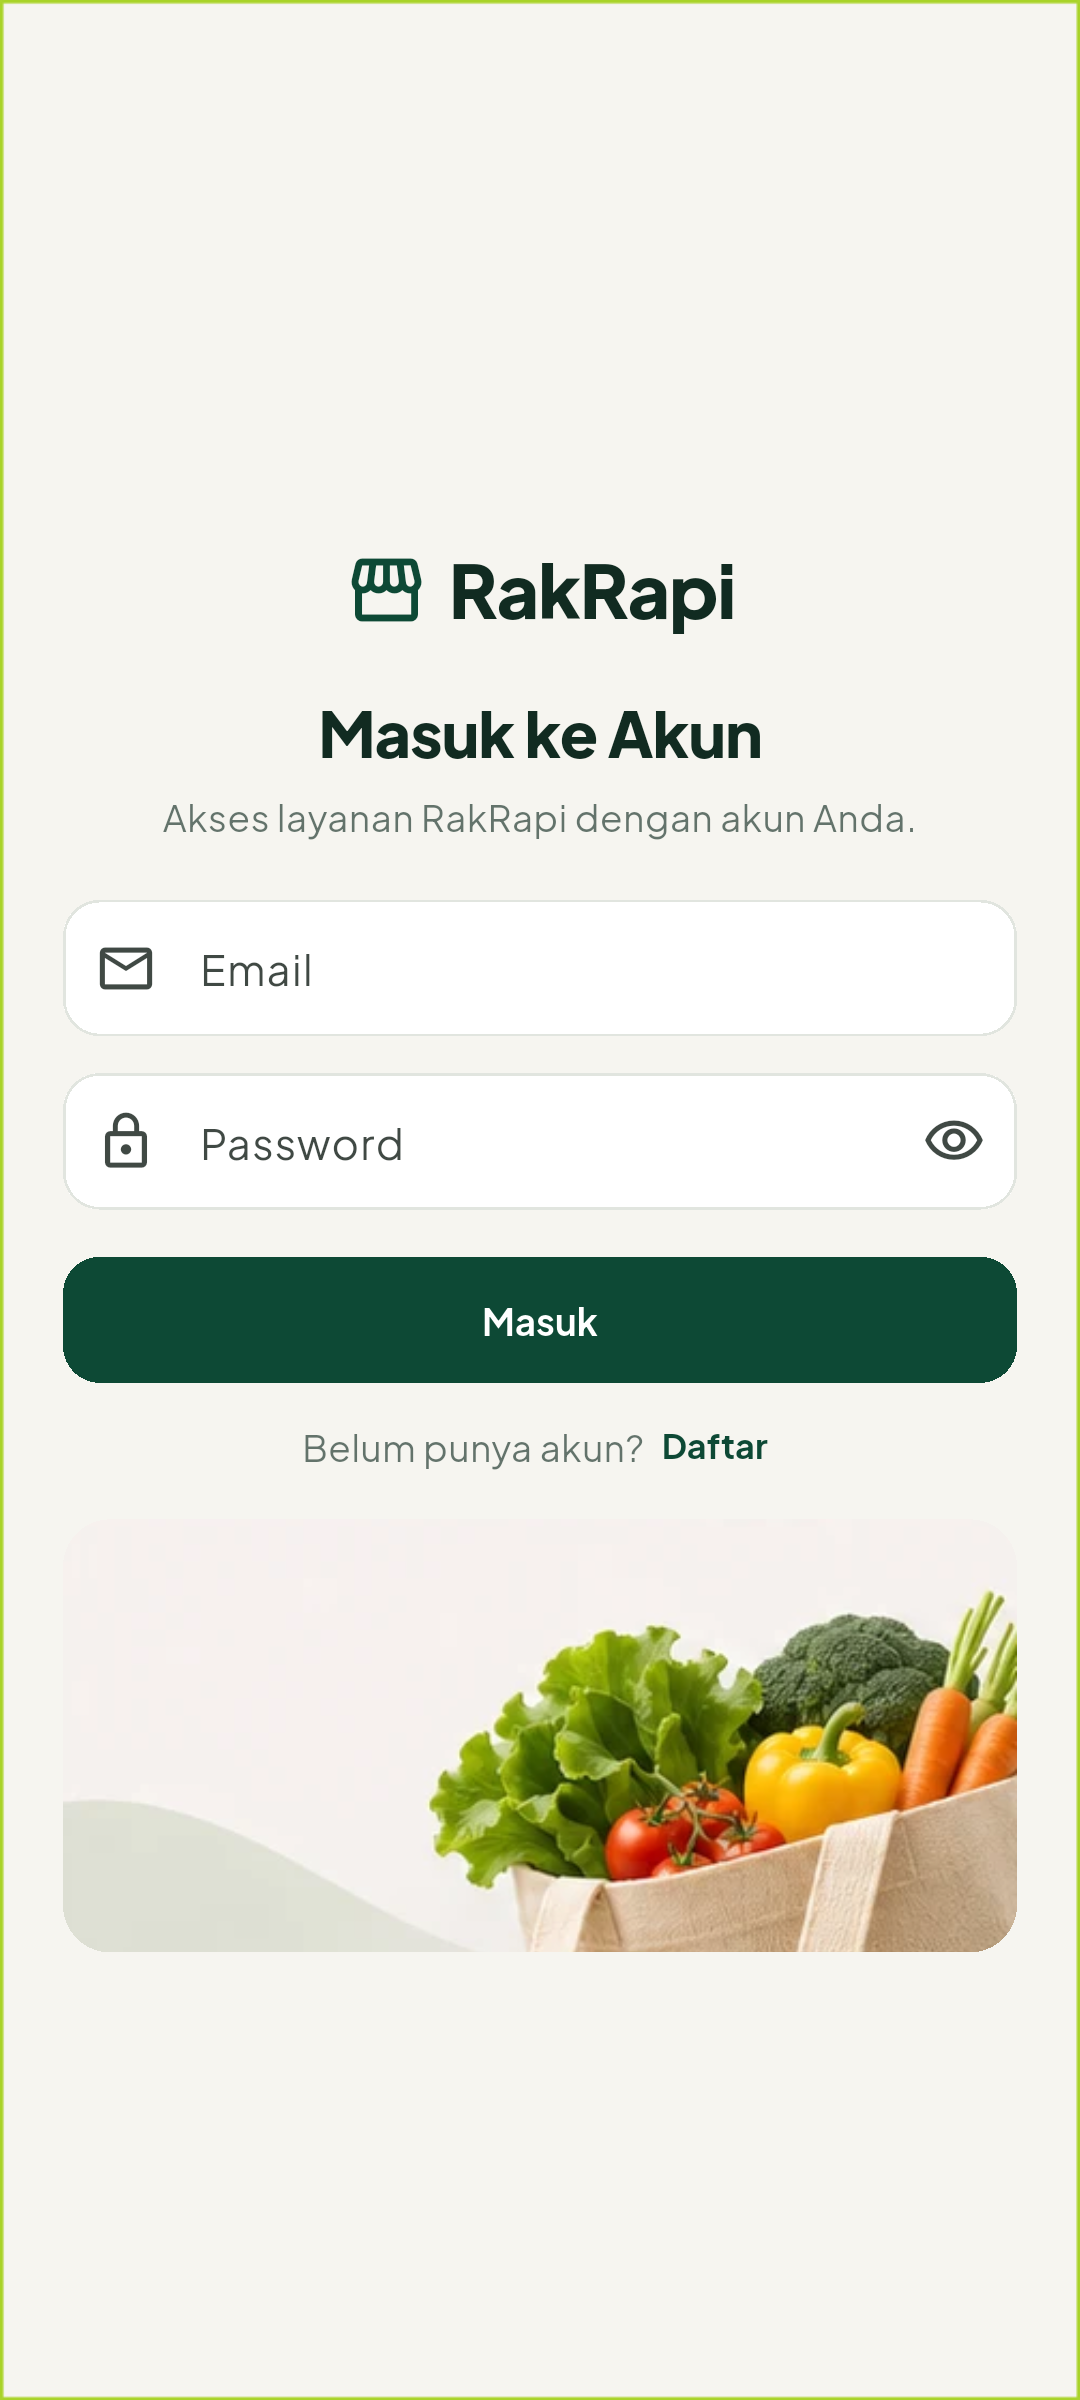 RakRapi
Masuk ke Akun
Akses layanan RakRapi dengan akun Anda.
Email
Password
Masuk
Belum punya akun? Daftar